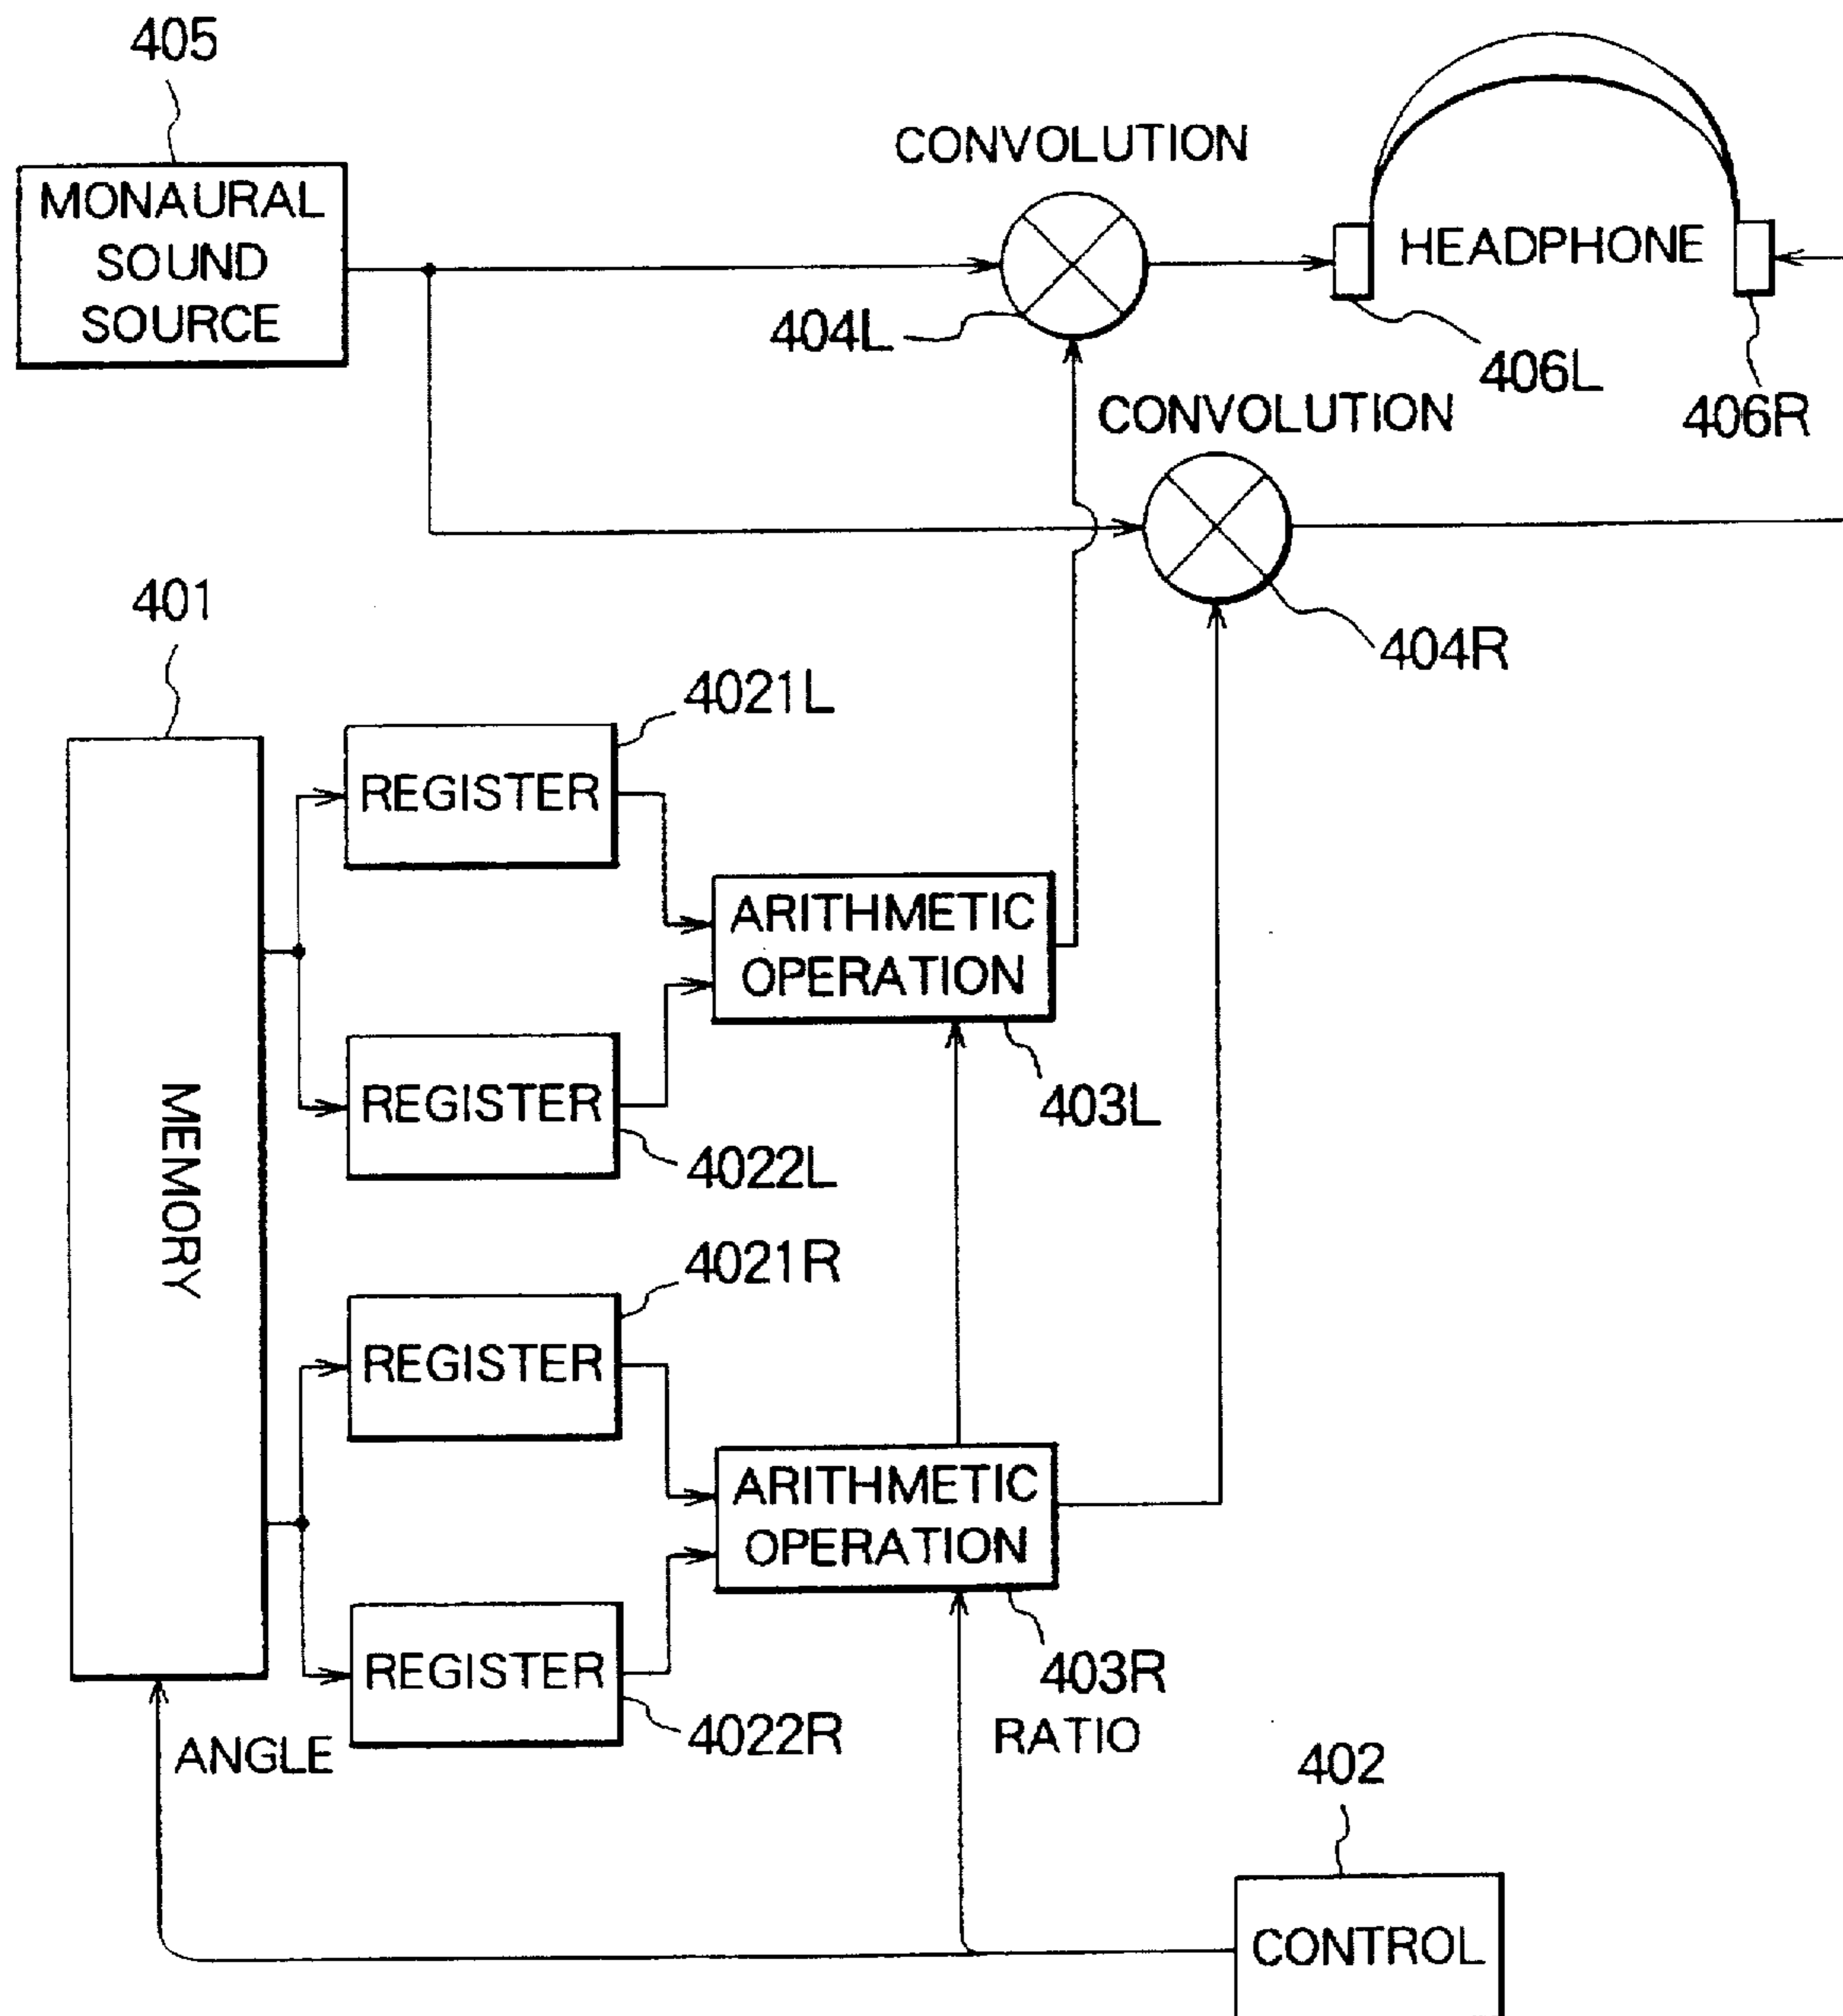 405
MONAURAL
SOUND
SOURCE
CONVOLUTION
HEADPHONE
404L
406L
406R
CONVOLUTION
404R
401
4021L
REGISTER
ARITHMETIC
OPERATION
REGISTER
403L
4022L
MEMORY
4021R
REGISTER
ARITHMETIC
OPERATION
REGISTER
403R
4022R
RATIO
ANGLE
402
CONTROL